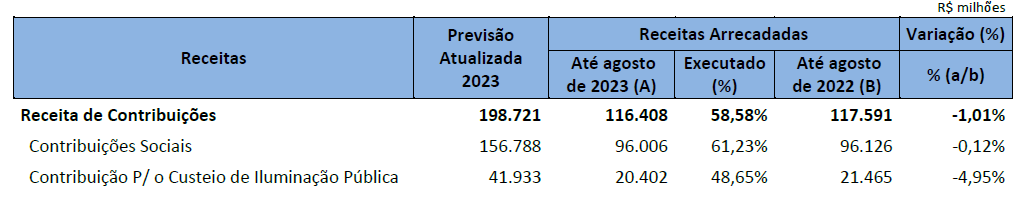 R$ milhões
Receitas Previsão Atualizada 2023 Receitas Arrecadadas Variação (%)
Até agosto de 2023 (A) Executado (%) Até agosto de 2022 (B) % (a/b)
Receita de Contribuições 198.721 116.408 58,58% 117.591 -1,01%
Contribuições Sociais 156.788 96.006 61,23% 96.126 -0,12%
Contribuição P/ o Custeio de Iluminação Pública 41.933 20.402 48,65% 21.465 -4,95%